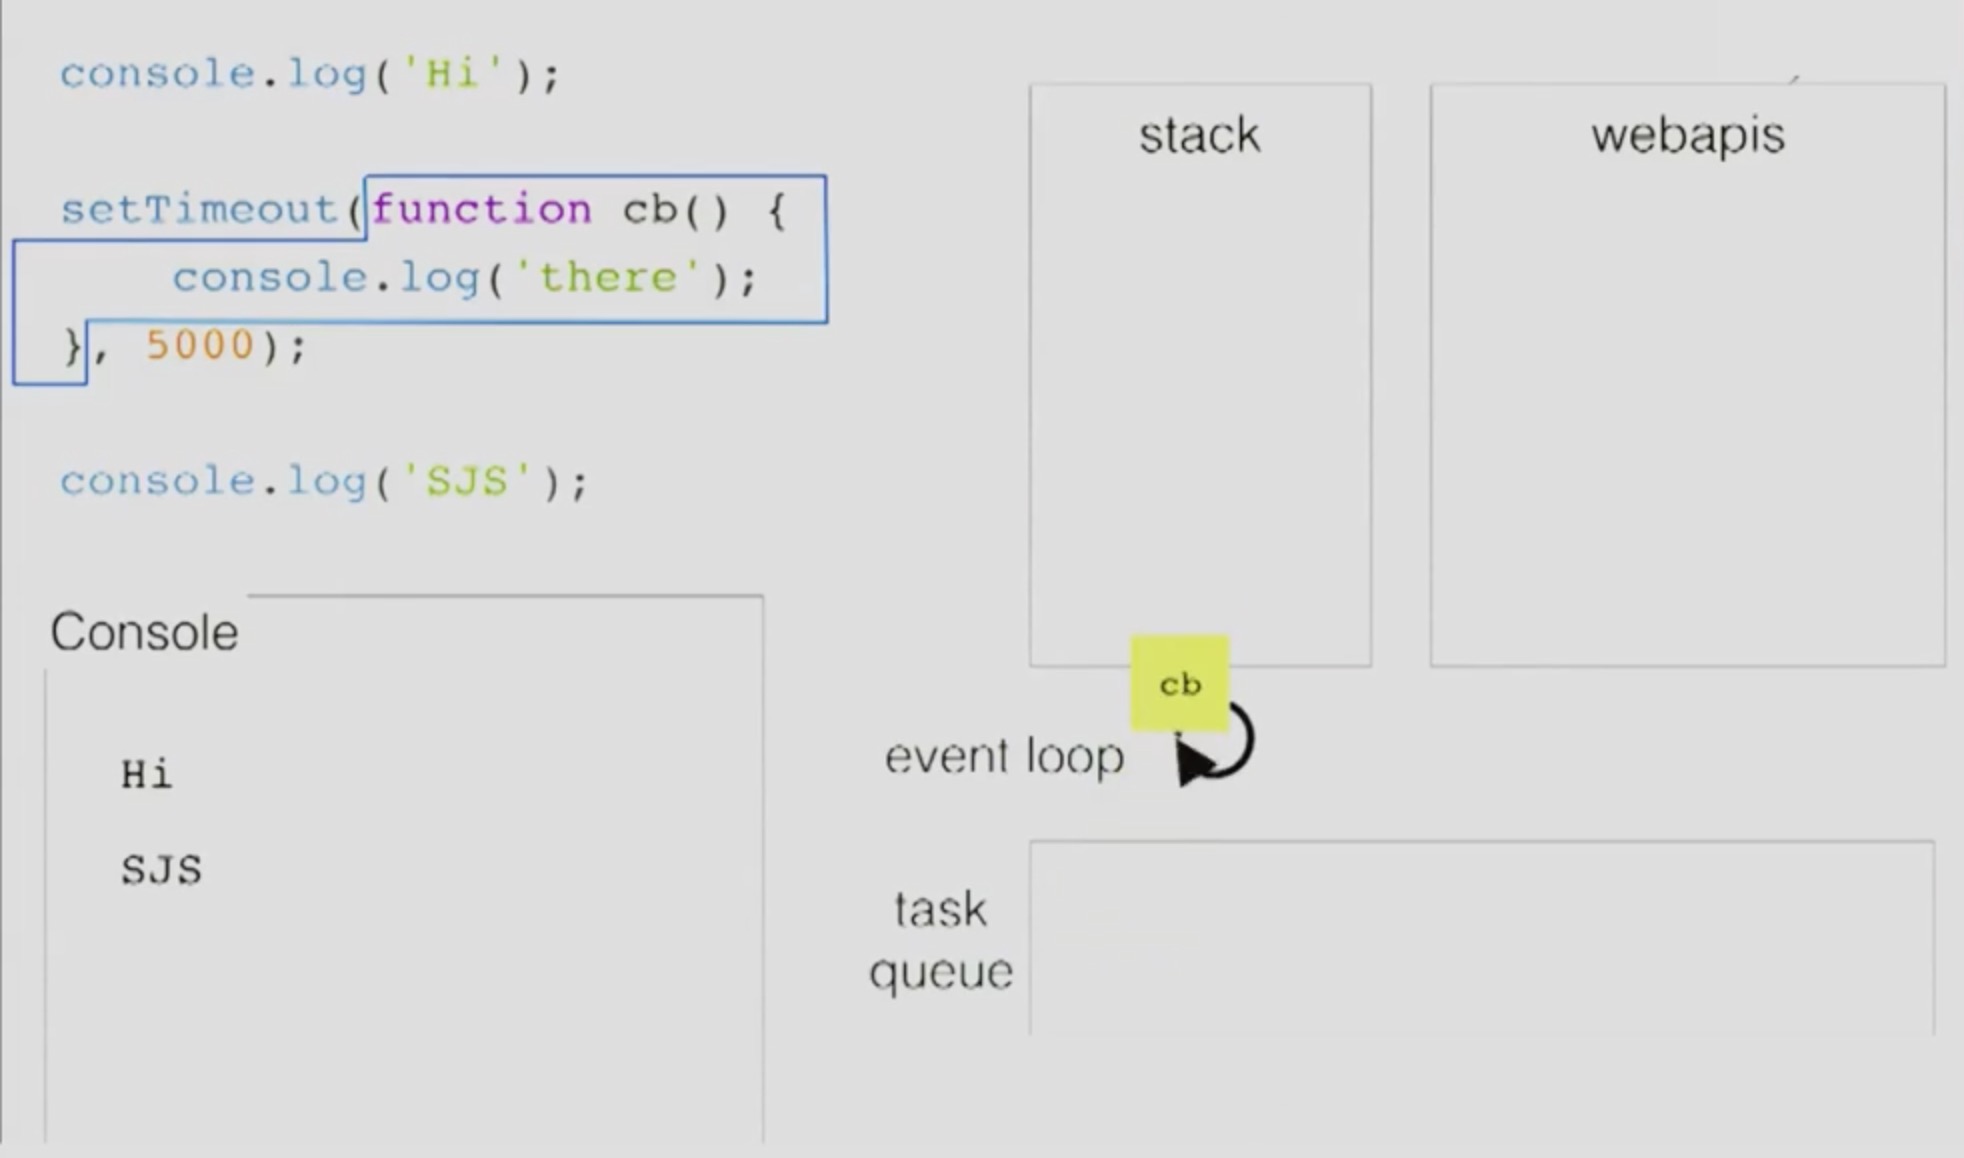 console.log('Hi');
setTimeout(function cb() {
    console.log('there');
}, 5000);
console.log('SJS');
Console
Hi
SJS
stack
webapis
cb
event loop
task
queue